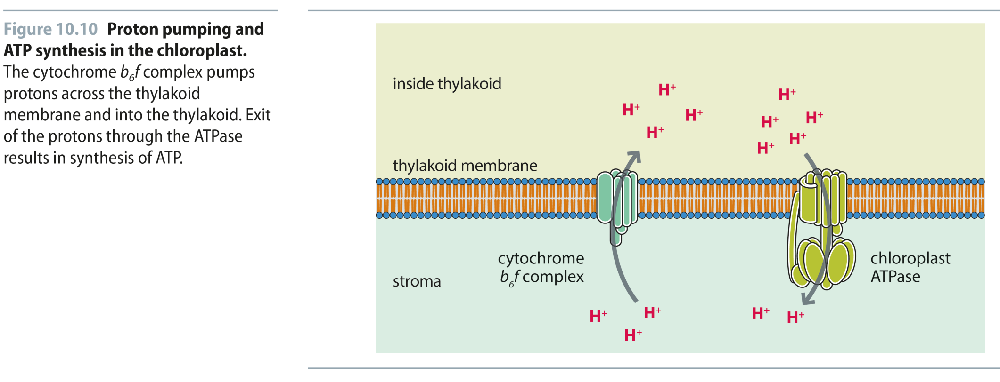 Figure 10.10 Proton pumping and
ATP synthesis in the chloroplast.
The cytochrome b₆f complex pumps
protons across the thylakoid
membrane and into the thylakoid. Exit
of the protons through the ATPase
results in synthesis of ATP.
inside thylakoid
H⁺
H⁺
H⁺
H⁺
H⁺
H⁺
H⁺
H⁺
H⁺
thylakoid membrane
cytochrome
b₆f complex
chloroplast
ATPase
stroma
H⁺
H⁺
H⁺
H⁺
H⁺